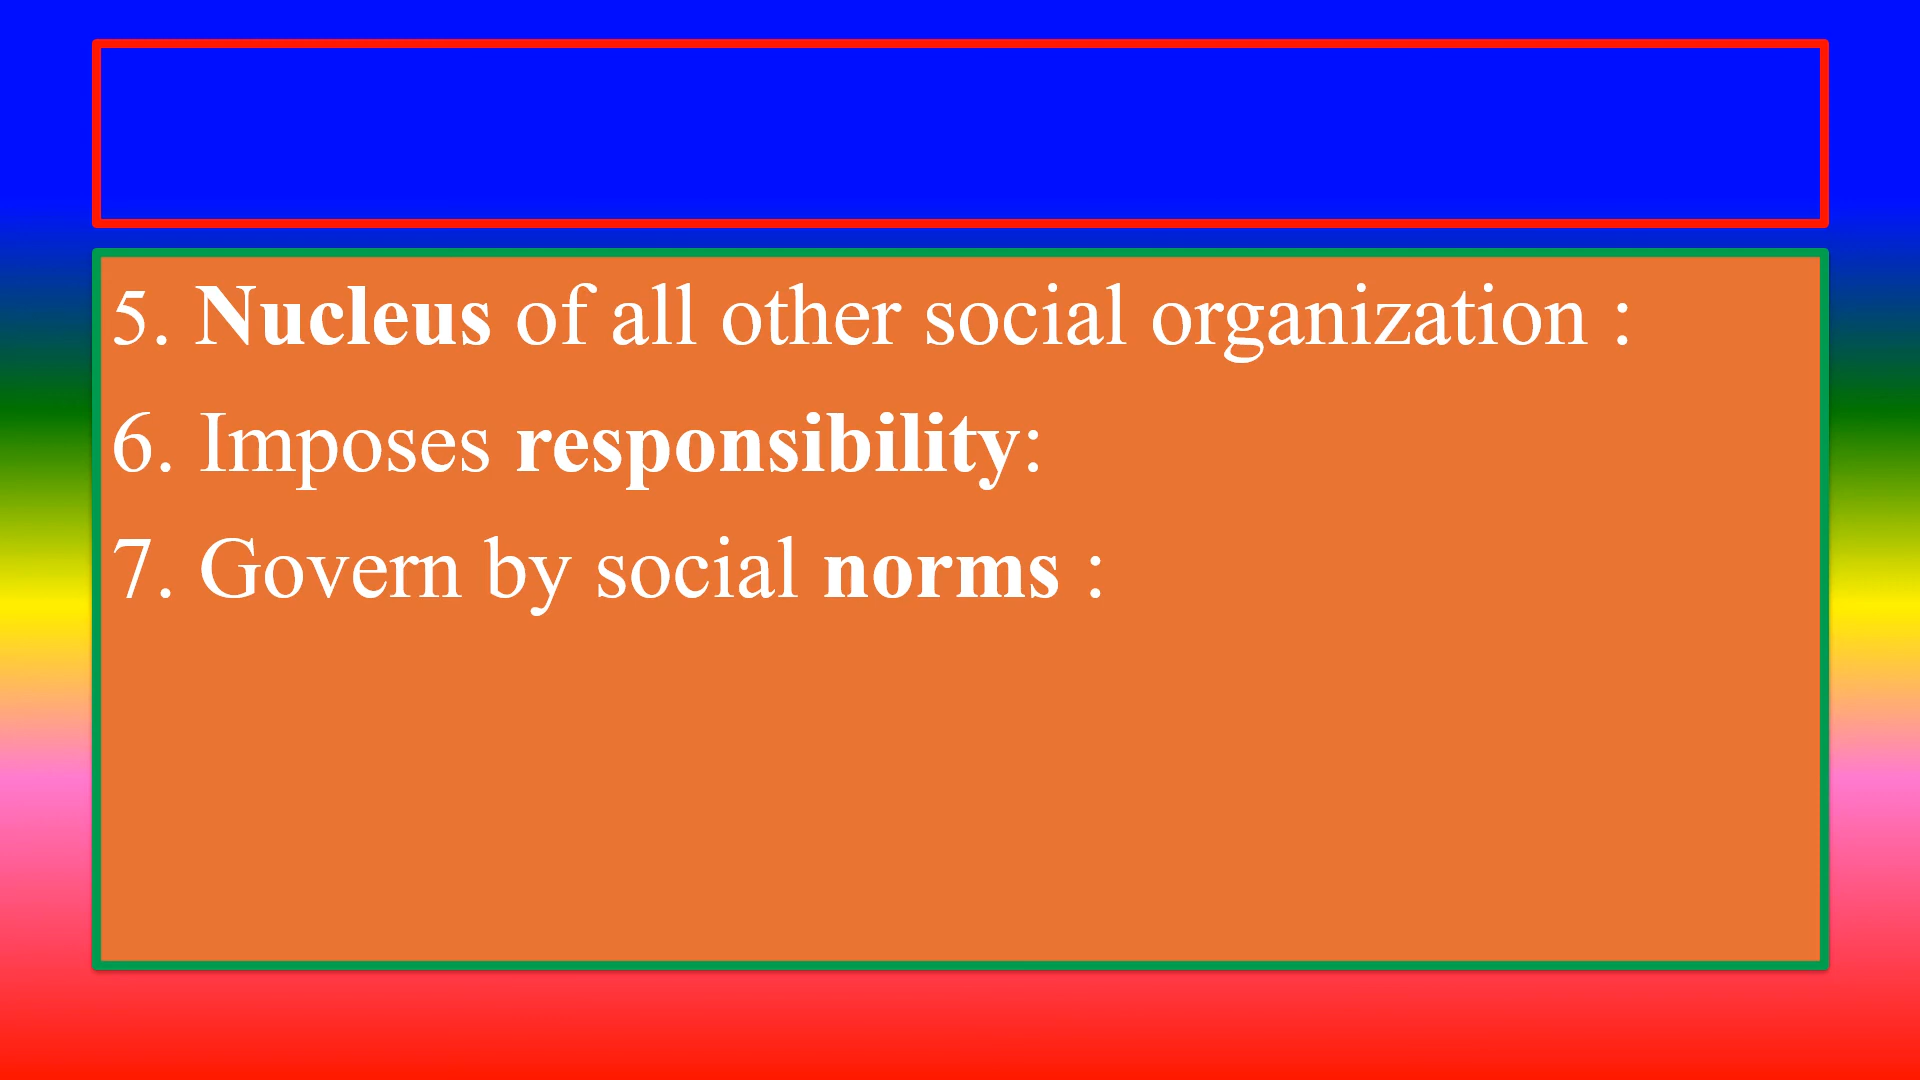 5. Nucleus of all other social organization :
6. Imposes responsibility:
7. Govern by social norms :